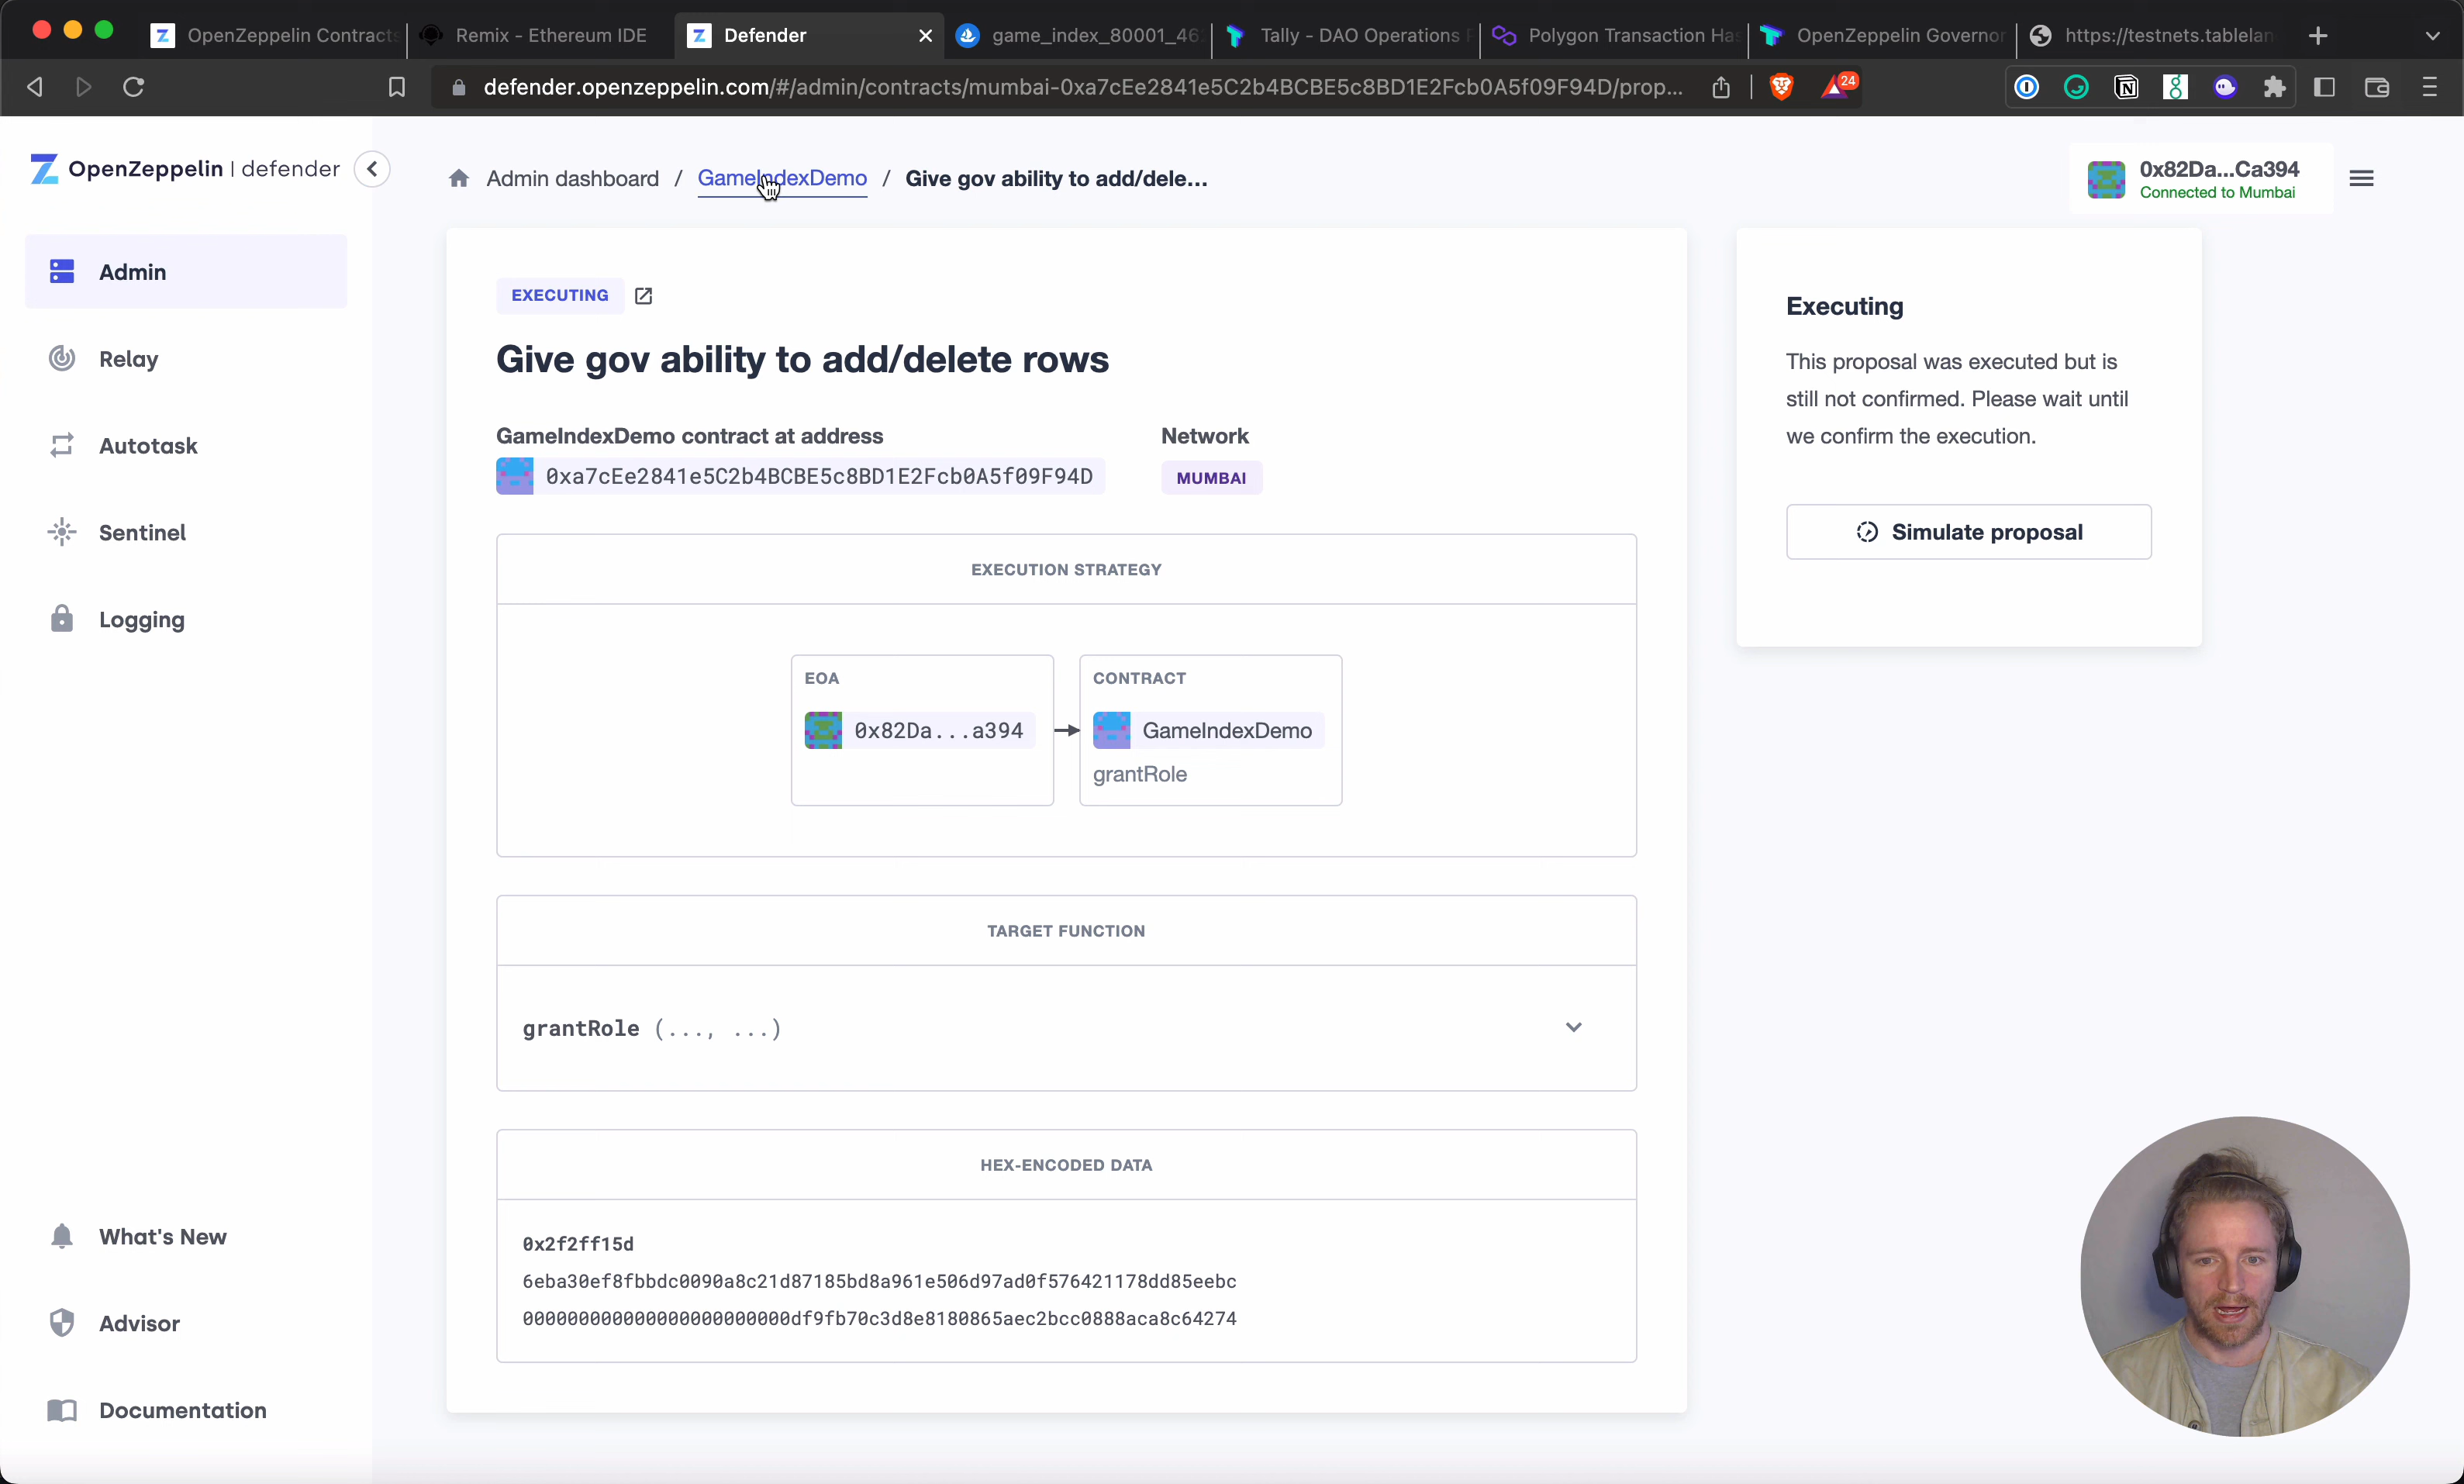 OpenZeppelin Contracts
Remix - Ethereum IDE
Defender
game_index_80001_46
Tally - DAO Operations
Polygon Transaction Has
OpenZeppelin Governor
https://testnets.tablelan
defender.openzeppelin.com/#/admin/contracts/mumbai-0xa7cEe2841e5C2b4BCBE5c8BD1E2Fcb0A5f09F94D/prop...
24
OpenZeppelin | defender
Admin dashboard / GameIndexDemo / Give gov ability to add/dele...
0x82Da...Ca394
Connected to Mumbai
Admin
Relay
Autotask
Sentinel
Logging
What's New
Advisor
Documentation
EXECUTING
Give gov ability to add/delete rows
GameIndexDemo contract at address
0xa7cEe2841e5C2b4BCBE5c8BD1E2Fcb0A5f09F94D
Network
MUMBAI
EXECUTION STRATEGY
EOA
0x82Da...a394
CONTRACT
GameIndexDemo
grantRole
TARGET FUNCTION
grantRole (..., ...)
HEX-ENCODED DATA
0x2f2ff15d
6eba30ef8fbbdc0090a8c21d87185bd8a961e506d97ad0f576421178dd85eebc
000000000000000000000000df9fb70c3d8e8180865aec2bcc0888aca8c64274
Executing
This proposal was executed but is
still not confirmed. Please wait until
we confirm the execution.
Simulate proposal